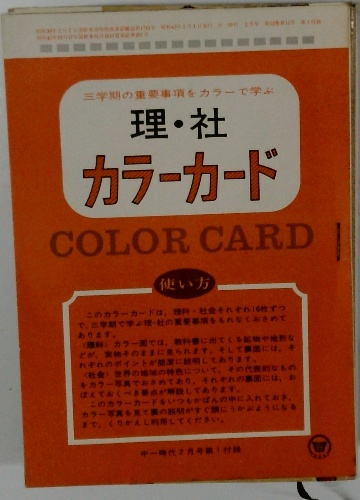 三学期の重要事項をカラーで学ぶ
理・社
カラーカード
COLOR CARD
使い方
このカラーカードは、理科・社会それぞれ16枚ずつ
で、三学期で学ぶ理・社の重要事項をもれなくおさめて
あります。
〈理科〉カラー面では、教科書に出てくる鉱物や地形な
どが、実物そのままに見られます。そして裏面には、そ
れぞれのポイントが簡潔に説明してあります。
〈社会〉世界の地域の特色について、その代表的なもの
をカラー写真でおさめてあり、それぞれの裏面には、お
ぼえておくべき要点が解説してあります。
このカラーカードをいつもかばんの中に入れておき、
カラー写真を見て裏の説明がすぐ頭にうかぶようになる
まで、くりかえし利用してください。
中一時代2月号第1付録